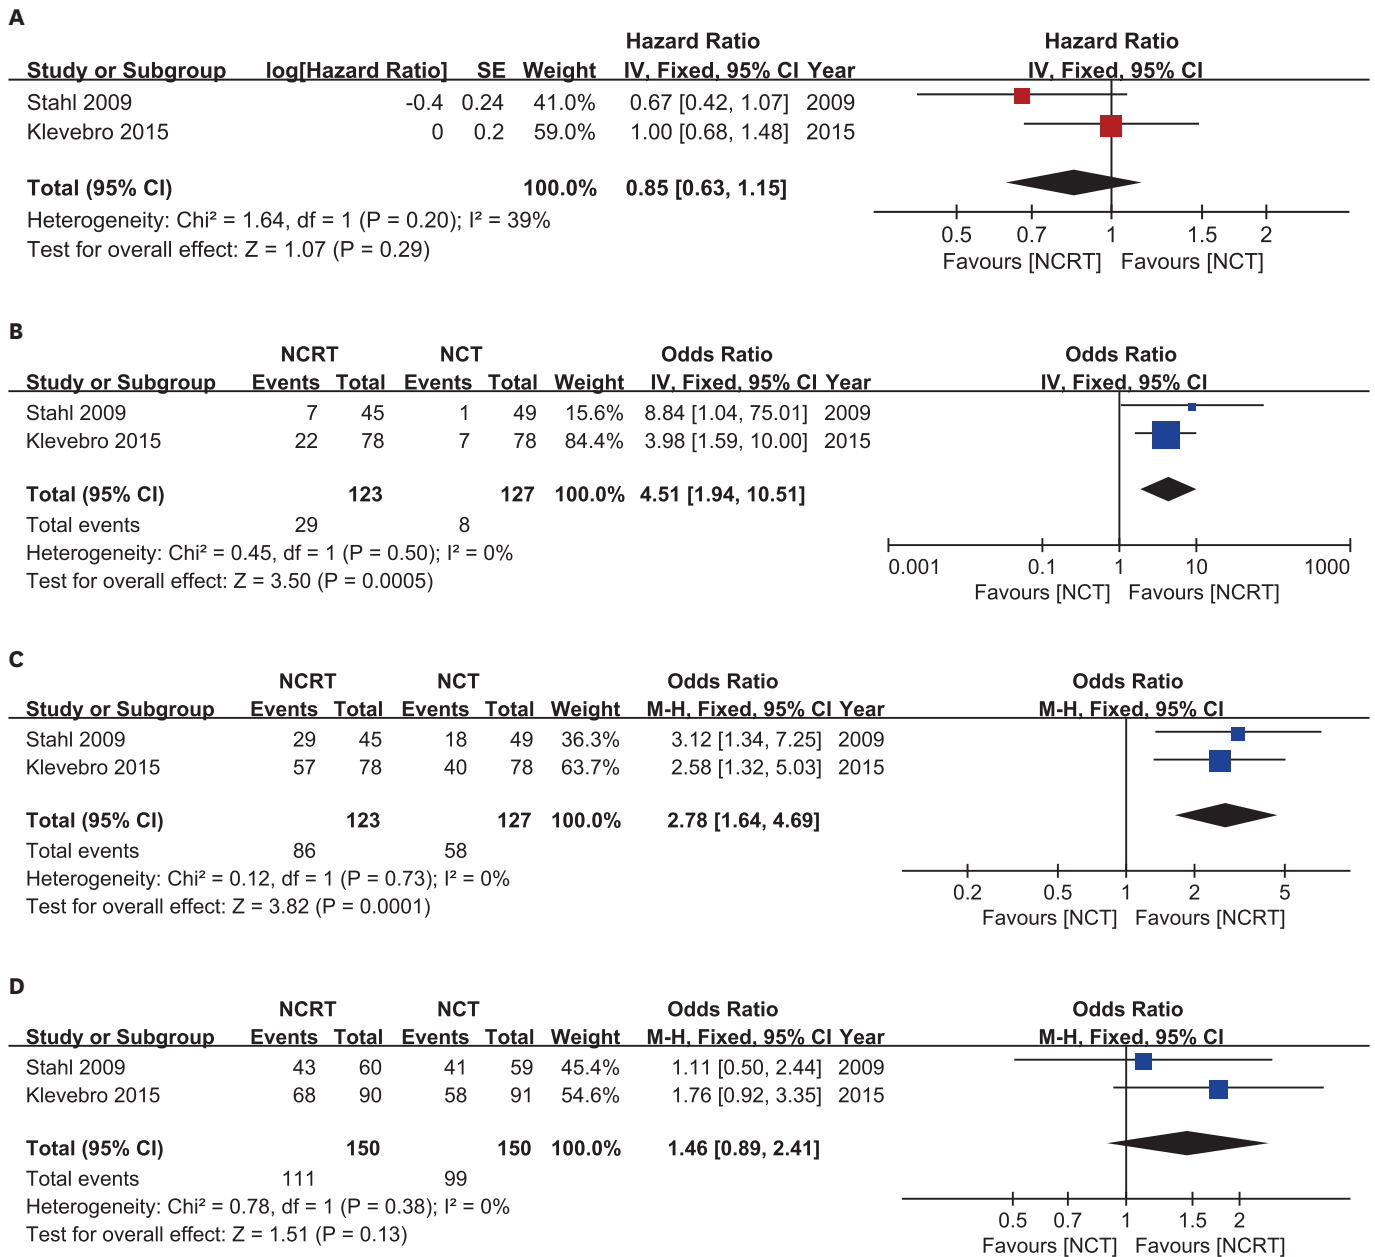 A
Hazard Ratio Hazard Ratio
Study or Subgroup log[Hazard Ratio] SE Weight IV, Fixed, 95% CI Year IV, Fixed, 95% CI
Stahl 2009 -0.4 0.24 41.0% 0.67 [0.42, 1.07] 2009
Klevebro 2015 0 0.2 59.0% 1.00 [0.68, 1.48] 2015
Total (95% CI) 100.0% 0.85 [0.63, 1.15]
Heterogeneity: Chi² = 1.64, df = 1 (P = 0.20); I² = 39%
Test for overall effect: Z = 1.07 (P = 0.29)
0.5 0.7 1 1.5 2
Favours [NCRT] Favours [NCT]
B
NCRT NCT Odds Ratio Odds Ratio
Study or Subgroup Events Total Events Total Weight IV, Fixed, 95% CI Year IV, Fixed, 95% CI
Stahl 2009 7 45 1 49 15.6% 8.84 [1.04, 75.01] 2009
Klevebro 2015 22 78 7 78 84.4% 3.98 [1.59, 10.00] 2015
Total (95% CI) 123 127 100.0% 4.51 [1.94, 10.51]
Total events 29 8
Heterogeneity: Chi² = 0.45, df = 1 (P = 0.50); I² = 0%
Test for overall effect: Z = 3.50 (P = 0.0005)
0.001 0.1 1 10 1000
Favours [NCT] Favours [NCRT]
C
NCRT NCT Odds Ratio Odds Ratio
Study or Subgroup Events Total Events Total Weight M-H, Fixed, 95% CI Year M-H, Fixed, 95% CI
Stahl 2009 29 45 18 49 36.3% 3.12 [1.34, 7.25] 2009
Klevebro 2015 57 78 40 78 63.7% 2.58 [1.32, 5.03] 2015
Total (95% CI) 123 127 100.0% 2.78 [1.64, 4.69]
Total events 86 58
Heterogeneity: Chi² = 0.12, df = 1 (P = 0.73); I² = 0%
Test for overall effect: Z = 3.82 (P = 0.0001)
0.2 0.5 1 2 5
Favours [NCT] Favours [NCRT]
D
NCRT NCT Odds Ratio Odds Ratio
Study or Subgroup Events Total Events Total Weight M-H, Fixed, 95% CI Year M-H, Fixed, 95% CI
Stahl 2009 43 60 41 59 45.4% 1.11 [0.50, 2.44] 2009
Klevebro 2015 68 90 58 91 54.6% 1.76 [0.92, 3.35] 2015
Total (95% CI) 150 150 100.0% 1.46 [0.89, 2.41]
Total events 111 99
Heterogeneity: Chi² = 0.78, df = 1 (P = 0.38); I² = 0%
Test for overall effect: Z = 1.51 (P = 0.13)
0.5 0.7 1 1.5 2
Favours [NCT] Favours [NCRT]